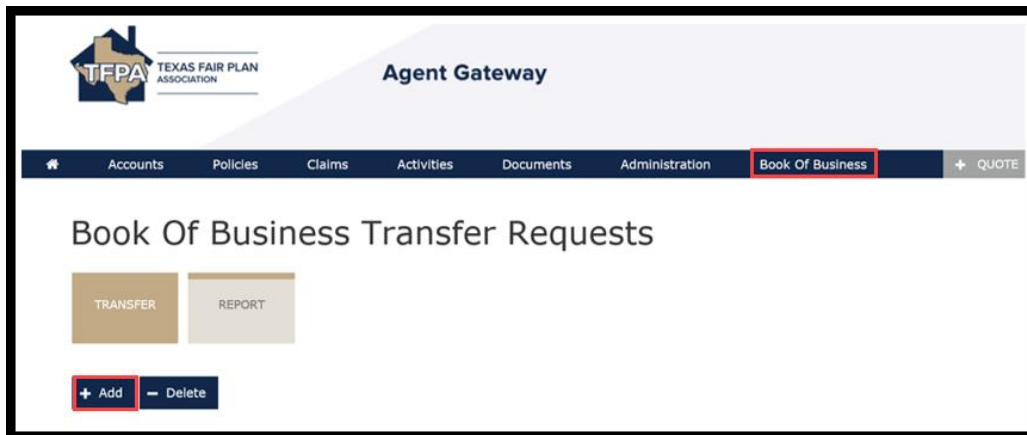 TFPA
TEXAS FAIR PLAN
ASSOCIATION
Agent Gateway
Accounts Policies Claims Activities Documents Administration Book Of Business + QUOTE
Book Of Business Transfer Requests
TRANSFER REPORT
+ Add − Delete